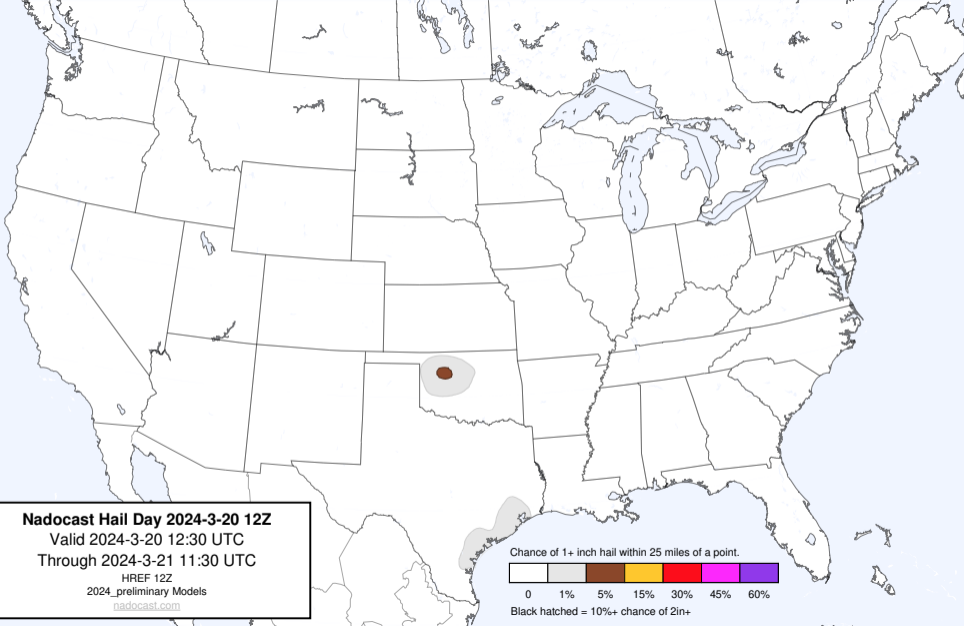 Nadocast Hail Day 2024-3-20 12Z
Valid 2024-3-20 12:30 UTC
Through 2024-3-21 11:30 UTC
HREF 12Z
2024_preliminary Models
nadocast.com
Chance of 1+ inch hail within 25 miles of a point.
0 1% 5% 15% 30% 45% 60%
Black hatched = 10%+ chance of 2in+